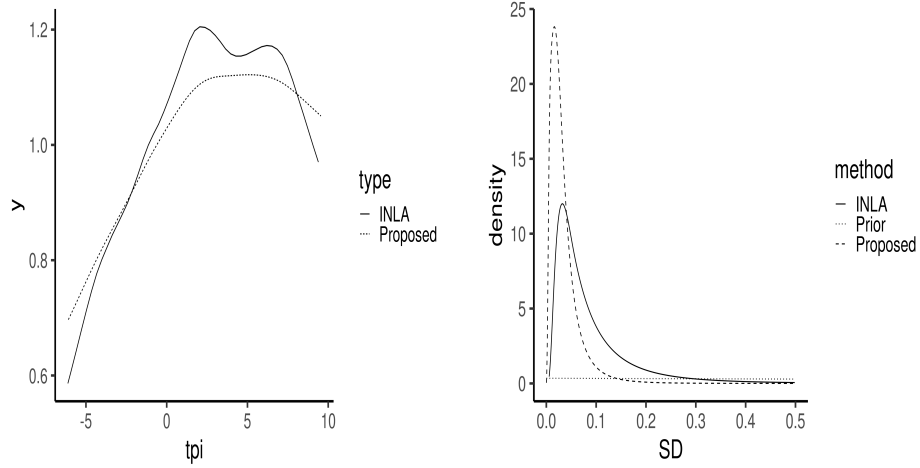 1.2
1.0
0.8
0.6
y
-5
0
5
10
tpi
type
INLA
Proposed
25
20
15
10
5
0
density
0.0
0.1
0.2
0.3
0.4
0.5
SD
method
INLA
Prior
Proposed